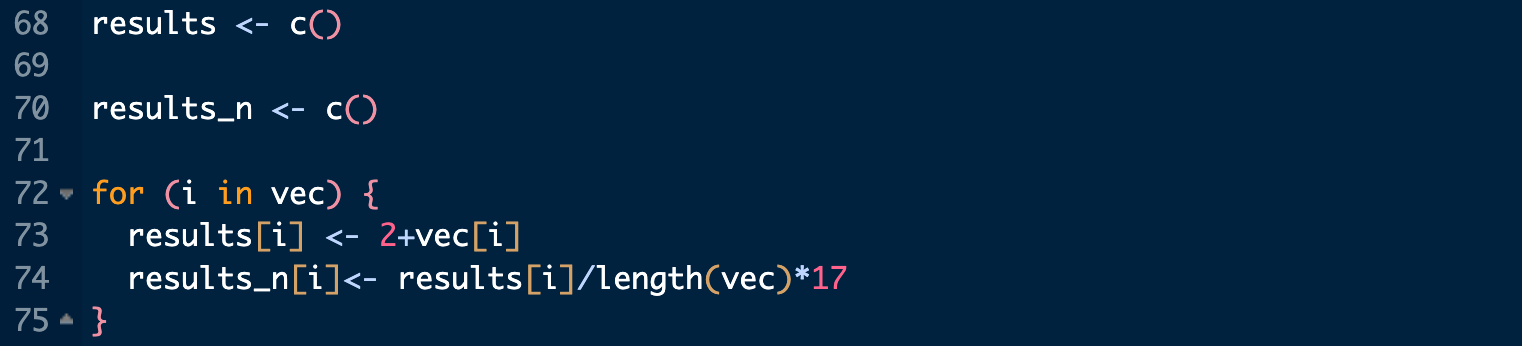 68 results <- c()
69
70 results_n <- c()
71
72 for (i in vec) {
73   results[i] <- 2+vec[i]
74   results_n[i]<- results[i]/length(vec)*17
75 }